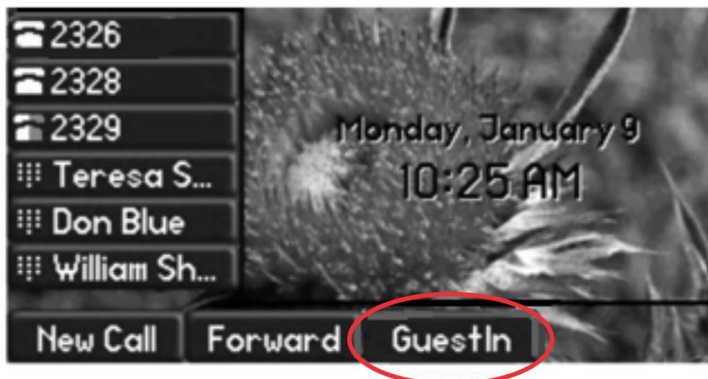 2326
2328
2329
Teresa S...
Don Blue
William Sh...
Monday, January 9
10:25 AM
New Call Forward GuestIn